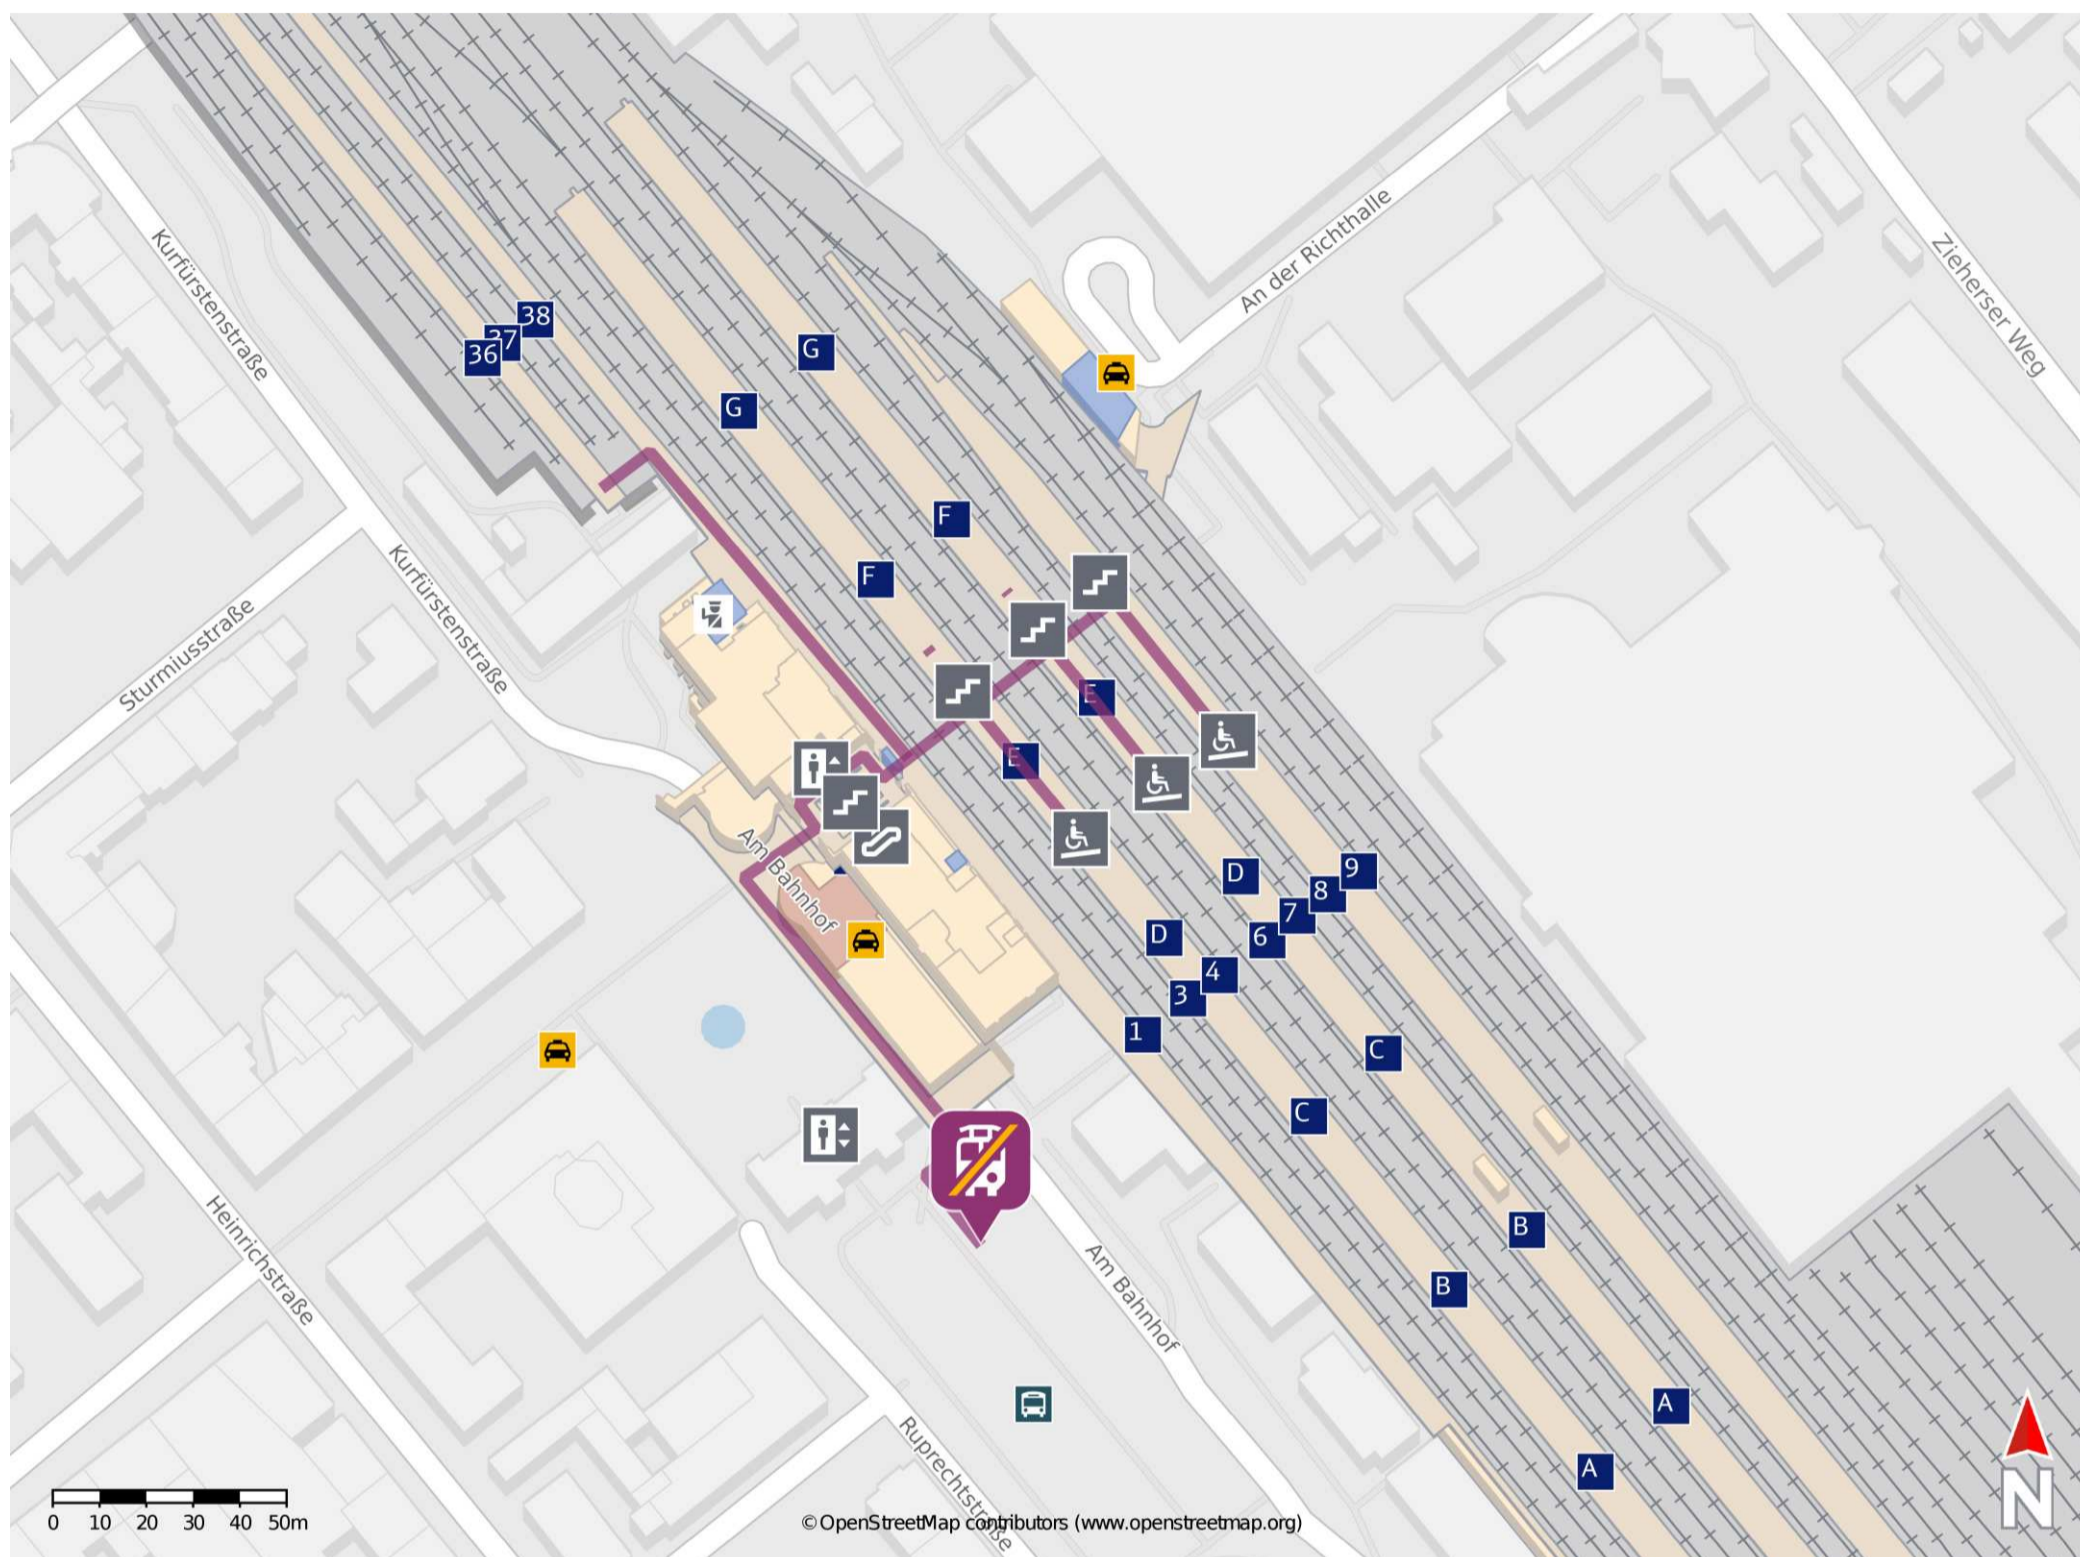 Kurfürstenstraße
An der Richthalle
Zieherser Weg
38
37
36
G
G
F
F
Kurfürstenstraße
Sturmiusstraße
E
E
Am Bahnhof
9
D
8
7
6
D
4
3
1
C
C
B
B
Heinrichstraße
Am Bahnhof
A
A
Ruprechtstraße
N
0 10 20 30 40 50m
© OpenStreetMap contributors (www.openstreetmap.org)